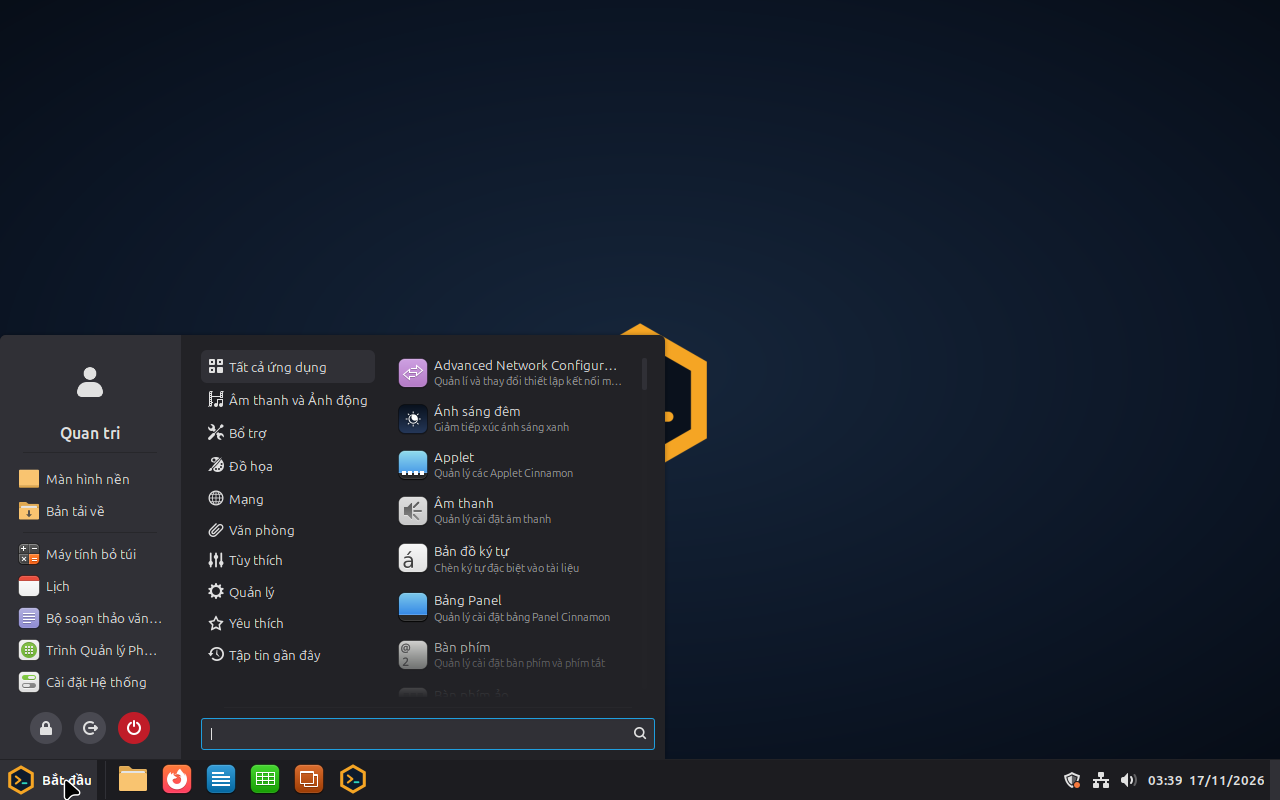 Quan tri
Màn hình nền
Bản tải về
Máy tính bỏ túi
Lịch
Bộ soạn thảo văn...
Trình Quản lý Ph...
Cài đặt Hệ thống
Tất cả ứng dụng
Âm thanh và Ảnh động
Bổ trợ
Đồ họa
Mạng
Văn phòng
Tùy thích
Quản lý
Yêu thích
Tập tin gần đây
Advanced Network Configur...
Quản lí và thay đổi thiết lập kết nối m...
Ánh sáng đêm
Giảm tiếp xúc ánh sáng xanh
Applet
Quản lý các Applet Cinnamon
Âm thanh
Quản lý cài đặt âm thanh
Bản đồ ký tự
Chèn ký tự đặc biệt vào tài liệu
Bảng Panel
Quản lý cài đặt bảng Panel Cinnamon
Bàn phím
Quản lý cài đặt bàn phím và phím tắt
Bàn phím ảo
Bắt đầu
03:39 17/11/2026